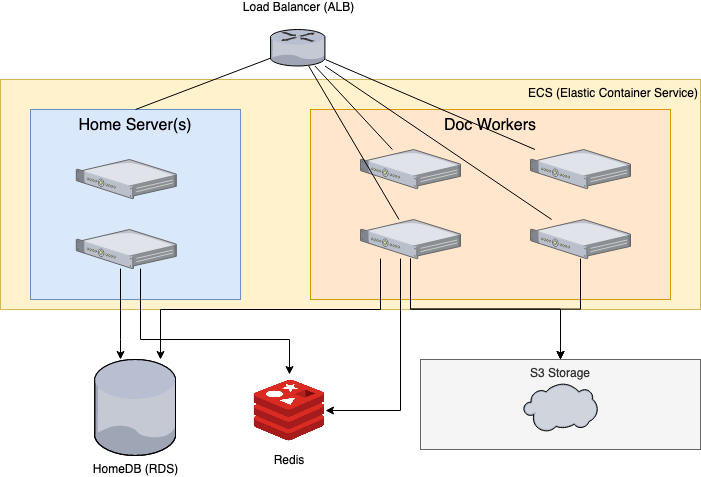 Load Balancer (ALB)
ECS (Elastic Container Service)
Home Server(s)
Doc Workers
S3 Storage
Redis
HomeDB (RDS)